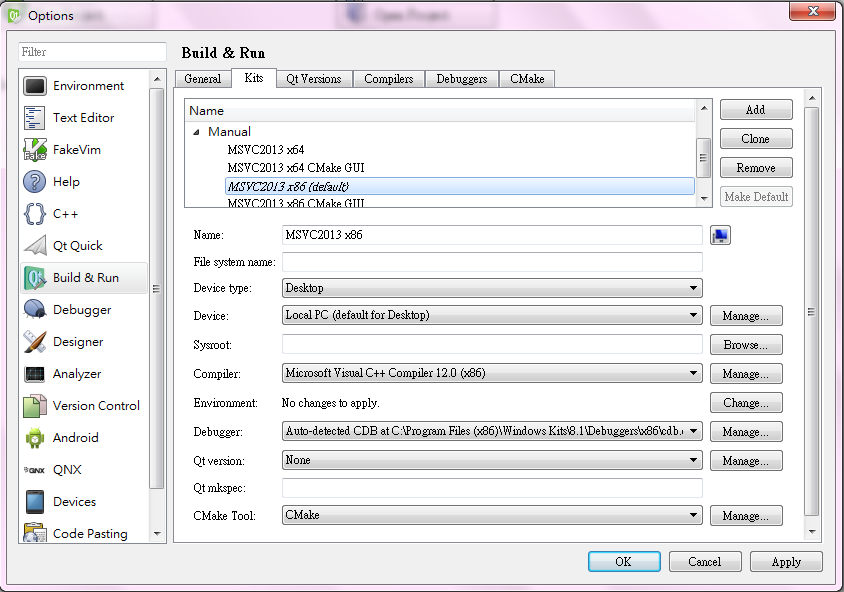 Options
Open Project
Filter
Environment
Text Editor
FakeVim
Help
C++
Qt Quick
Build & Run
Debugger
Designer
Analyzer
Version Control
Android
QNX
Devices
Code Pasting
Build & Run
General Kits Qt Versions Compilers Debuggers CMake
Name
Manual
MSVC2013 x64
MSVC2013 x64 CMake GUI
MSVC2013 x86 (default)
MSVC2013 x86 CMake GUI
Add
Clone
Remove
Make Default
Name: MSVC2013 x86
File system name:
Device type: Desktop
Device: Local PC (default for Desktop) Manage...
Sysroot: Browse...
Compiler: Microsoft Visual C++ Compiler 12.0 (x86) Manage...
Environment: No changes to apply. Change...
Debugger: Auto-detected CDB at C:\Program Files (x86)\Windows Kits\8.1\Debuggers\x86\cdb. Manage...
Qt version: None Manage...
Qt mkspec:
CMake Tool: CMake Manage...
OK Cancel Apply